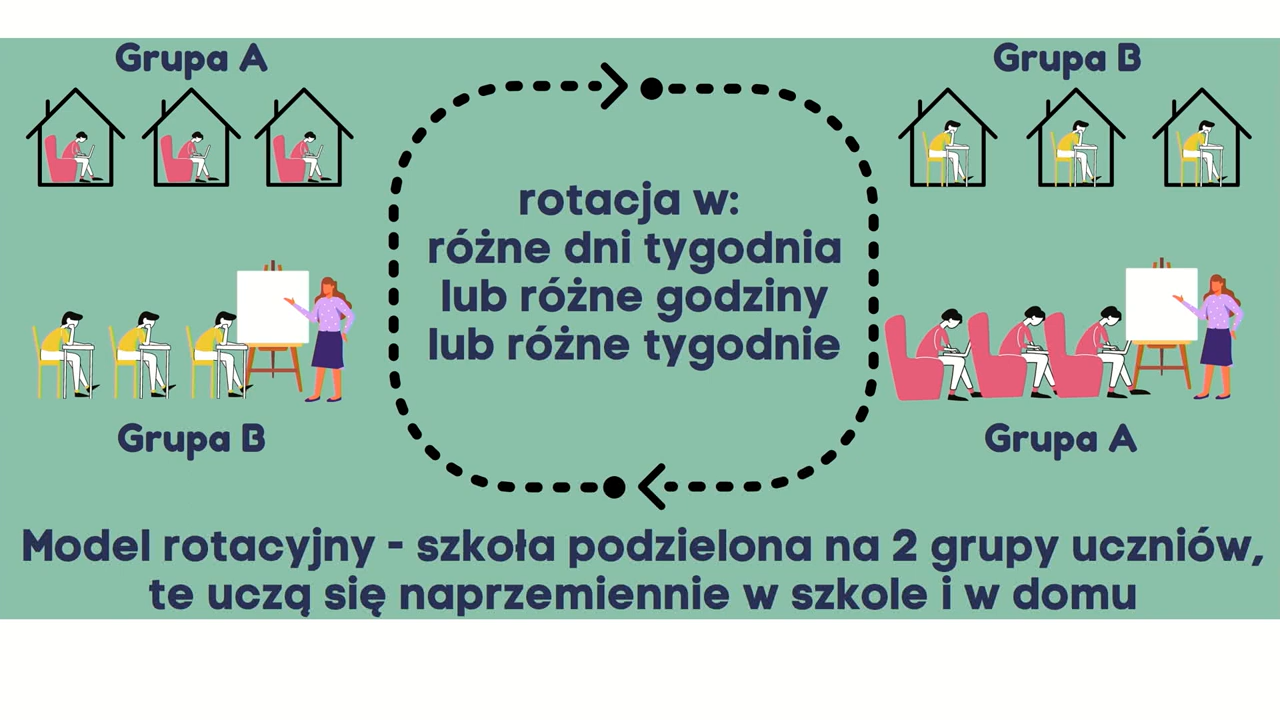 Grupa A
Grupa B
rotacja w:
różne dni tygodnia
lub różne godziny
lub różne tygodnie
Grupa B
Grupa A
Model rotacyjny - szkoła podzielona na 2 grupy uczniów,
te uczą się naprzemiennie w szkole i w domu